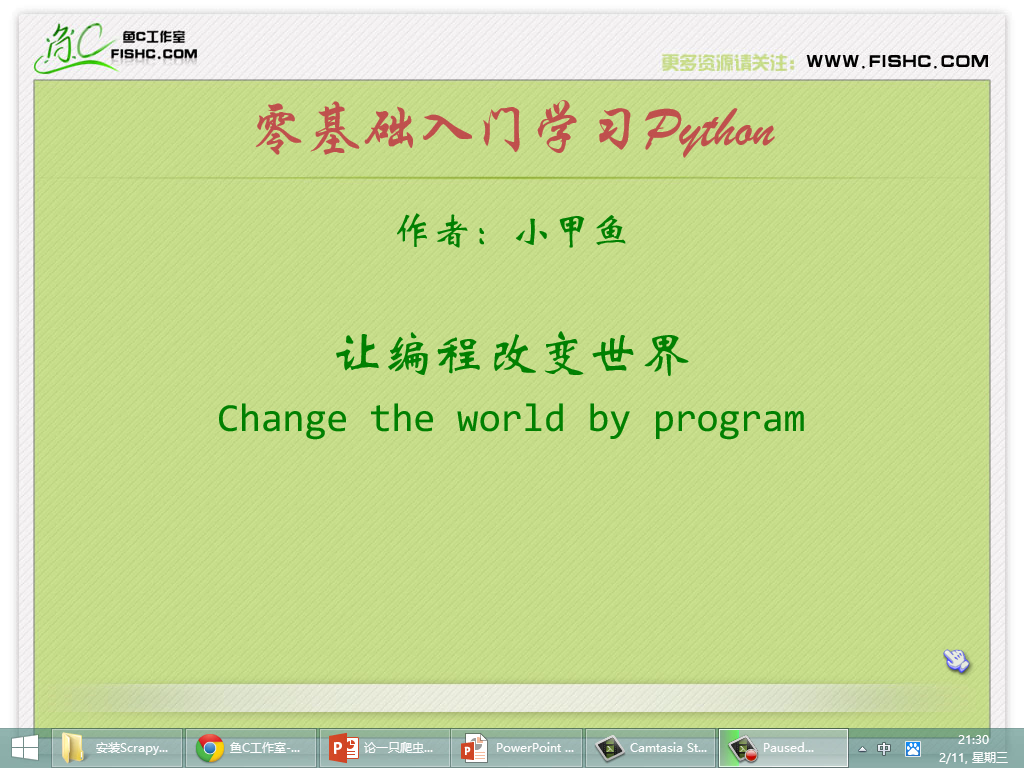 鱼C工作室
FISHC.COM
更多资源请关注：WWW.FISHC.COM
零基础入门学习Python
作者：小甲鱼
让编程改变世界
Change the world by program
安装Scrapy...
鱼C工作室-...
论一只爬虫...
PowerPoint ...
Camtasia St...
Paused...
中
21:30
2/11, 星期三